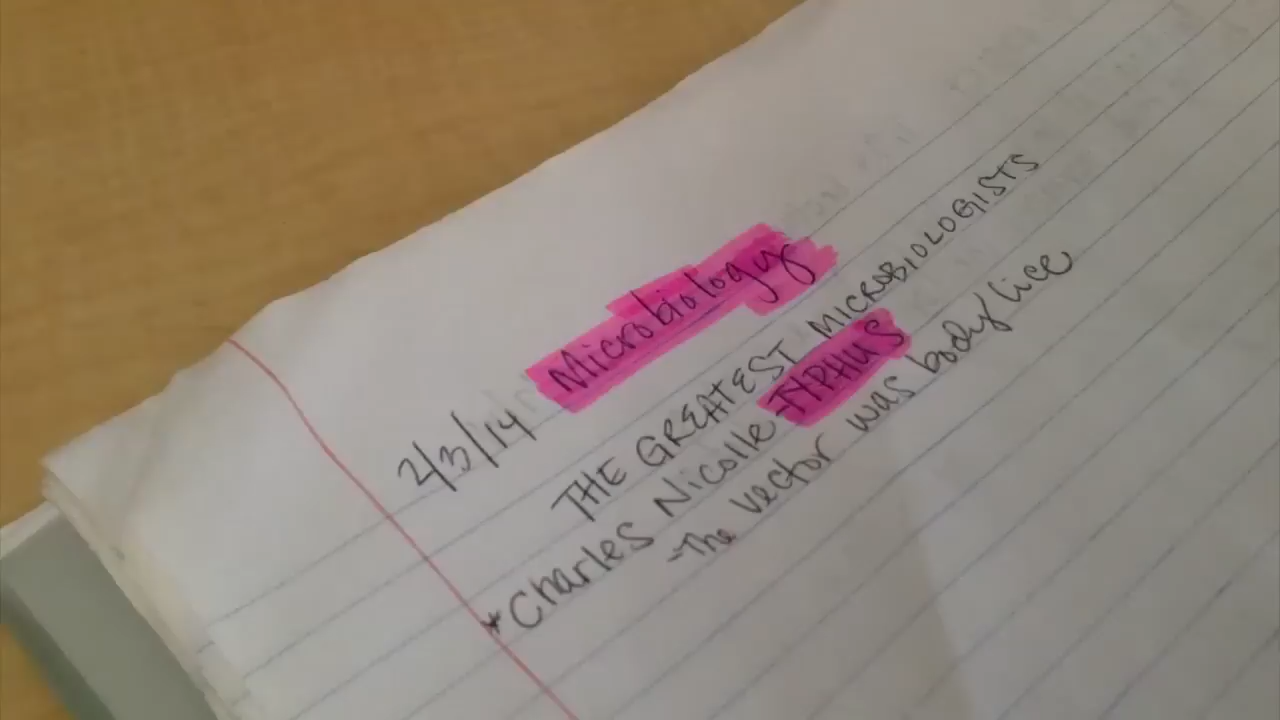 2/3/14 Microbiology
THE GREATEST MICROBIOLOGISTS
*Charles Nicolle -TYPHUS
-The vector was body lice